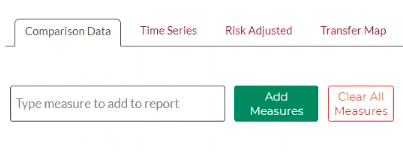 Comparison Data Time Series Risk Adjusted Transfer Map
Type measure to add to report
Add
Measures
Clear All
Measures